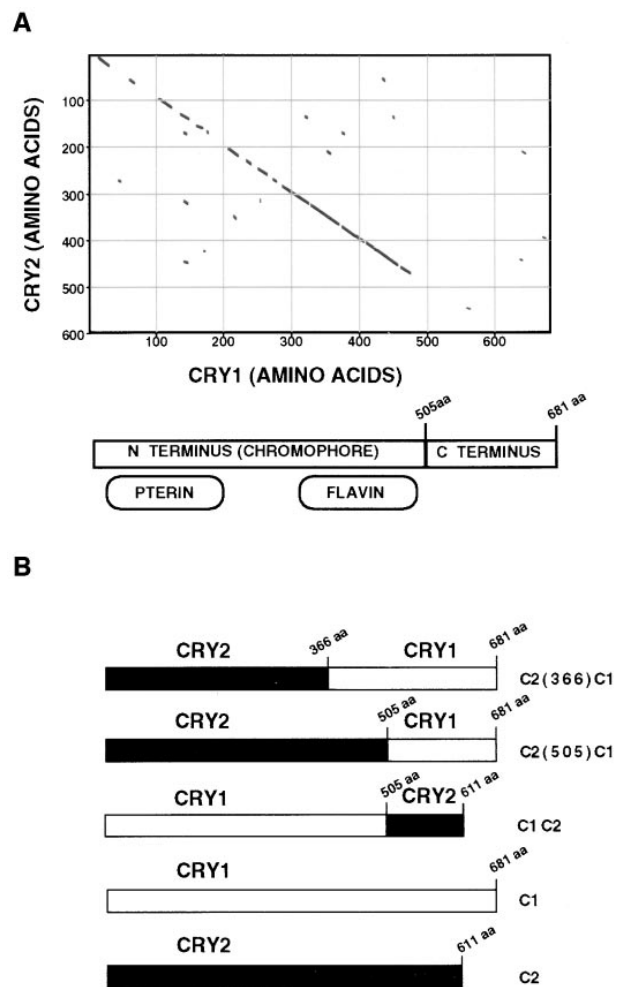 A
CRY2 (AMINO ACIDS)
100
200
300
400
500
600
100 200 300 400 500 600
CRY1 (AMINO ACIDS)
505aa 681 aa
N TERMINUS (CHROMOPHORE) C TERMINUS
PTERIN FLAVIN
B
366 aa 681 aa
CRY2 CRY1
C2(366)C1
505 aa 681 aa
CRY2 CRY1
C2(505)C1
505 aa 611 aa
CRY1 CRY2
C1C2
681 aa
CRY1
C1
611 aa
CRY2
C2